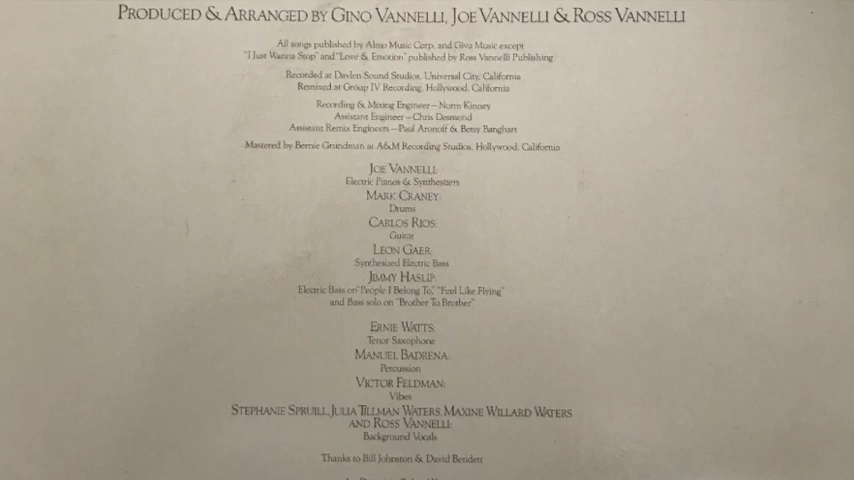 PRODUCED & ARRANGED BY GINO VANNELLI, JOE VANNELLI & ROSS VANNELLI
All songs published by Almo Music Corp. and Giva Music except
"I Just Wanna Stop" and "Love & Emotion" published by Ross Vannelli Publishing.
Recorded at Davlen Sound Studios, Universal City, California
Remixed at Group IV Recording, Hollywood, California
Recording & Mixing Engineer—Norm Kinney
Assistant Engineer—Chris Desmond
Assistant Remix Engineers—Paul Aronoff & Betsy Banghart
Mastered by Bernie Grundman at A&M Recording Studios, Hollywood, California
JOE VANNELLI:
Electric Pianos & Synthesizers
MARK CRANEY:
Drums
CARLOS RIOS:
Guitar
LEON GAER:
Synthesized Electric Bass
JIMMY HASLIP:
Electric Bass on "People I Belong To," "Feel Like Flying"
and Bass solo on "Brother To Brother"
ERNIE WATTS:
Tenor Saxophone
MANUEL BADRENA:
Percussion
VICTOR FELDMAN:
Vibes
STEPHANIE SPRUILL, JULIA TILLMAN WATERS, MAXINE WILLARD WATERS
AND ROSS VANNELLI:
Background Vocals
Thanks to Bill Johnston & David Bendett